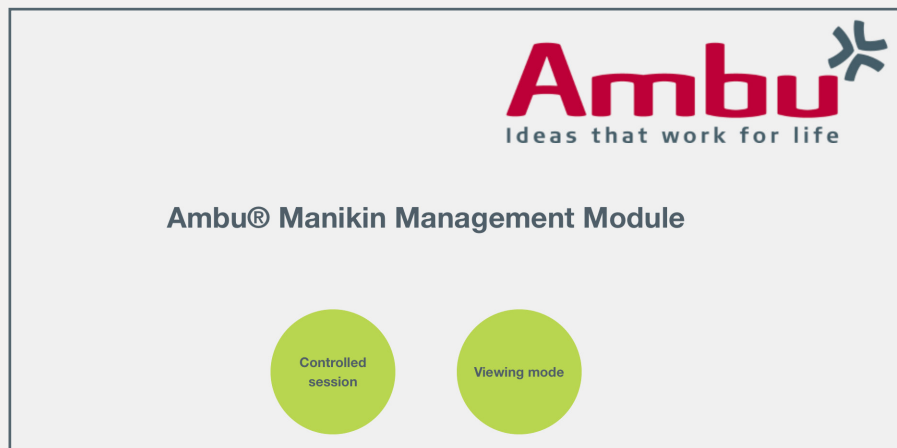 Ambu
Ideas that work for life
Ambu® Manikin Management Module
Controlled
session
Viewing mode